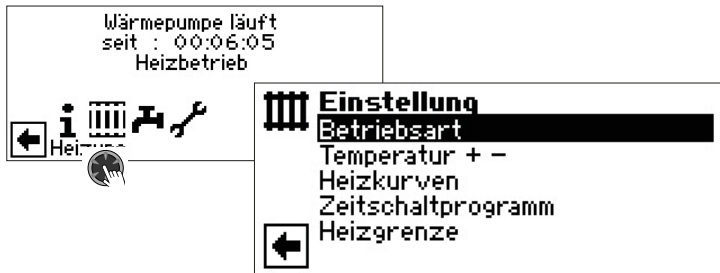 Wärmepumpe läuft
seit : 00:06:05
Heizbetrieb
Einstellung
Betriebsart
Temperatur + −
Heizkurven
Zeitschaltprogramm
Heizgrenze